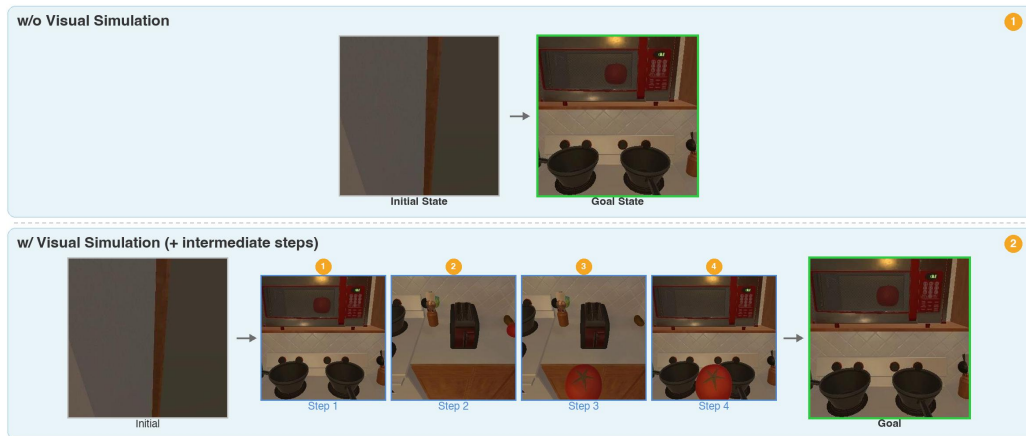 w/o Visual Simulation
1
Initial State
Goal State
w/ Visual Simulation (+ intermediate steps)
2
1
2
3
4
Step 1
Step 2
Step 3
Step 4
Initial
Goal